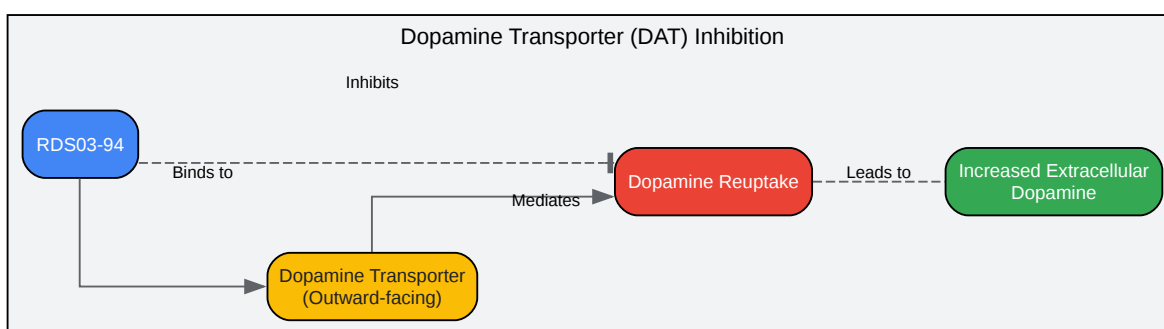 Dopamine Transporter (DAT) Inhibition
Inhibits
RDS03-94
Binds to
Dopamine Reuptake
Leads to
Increased Extracellular
Dopamine
Mediates
Dopamine Transporter
(Outward-facing)